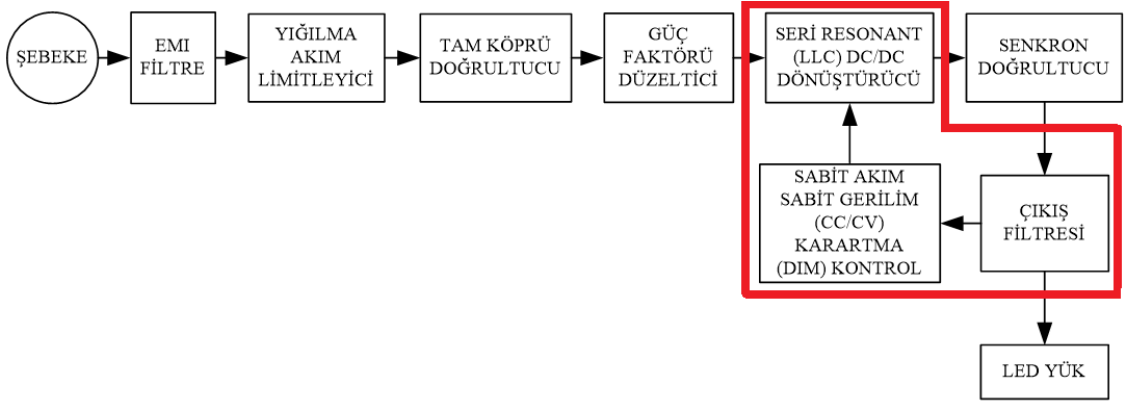 ŞEBEKE
EMI
FİLTRE
YIĞILMA
AKIM
LİMİTLEYİCİ
TAM KÖPRÜ
DOĞRULTUCU
GÜÇ
FAKTÖRÜ
DÜZELTİCİ
SERİ RESONANT
(LLC) DC/DC
DÖNÜŞTÜRÜCÜ
SENKRON
DOĞRULTUCU
SABİT AKIM
SABİT GERİLİM
(CC/CV)
KARARTMA
(DIM) KONTROL
ÇIKIŞ
FİLTRESİ
LED YÜK